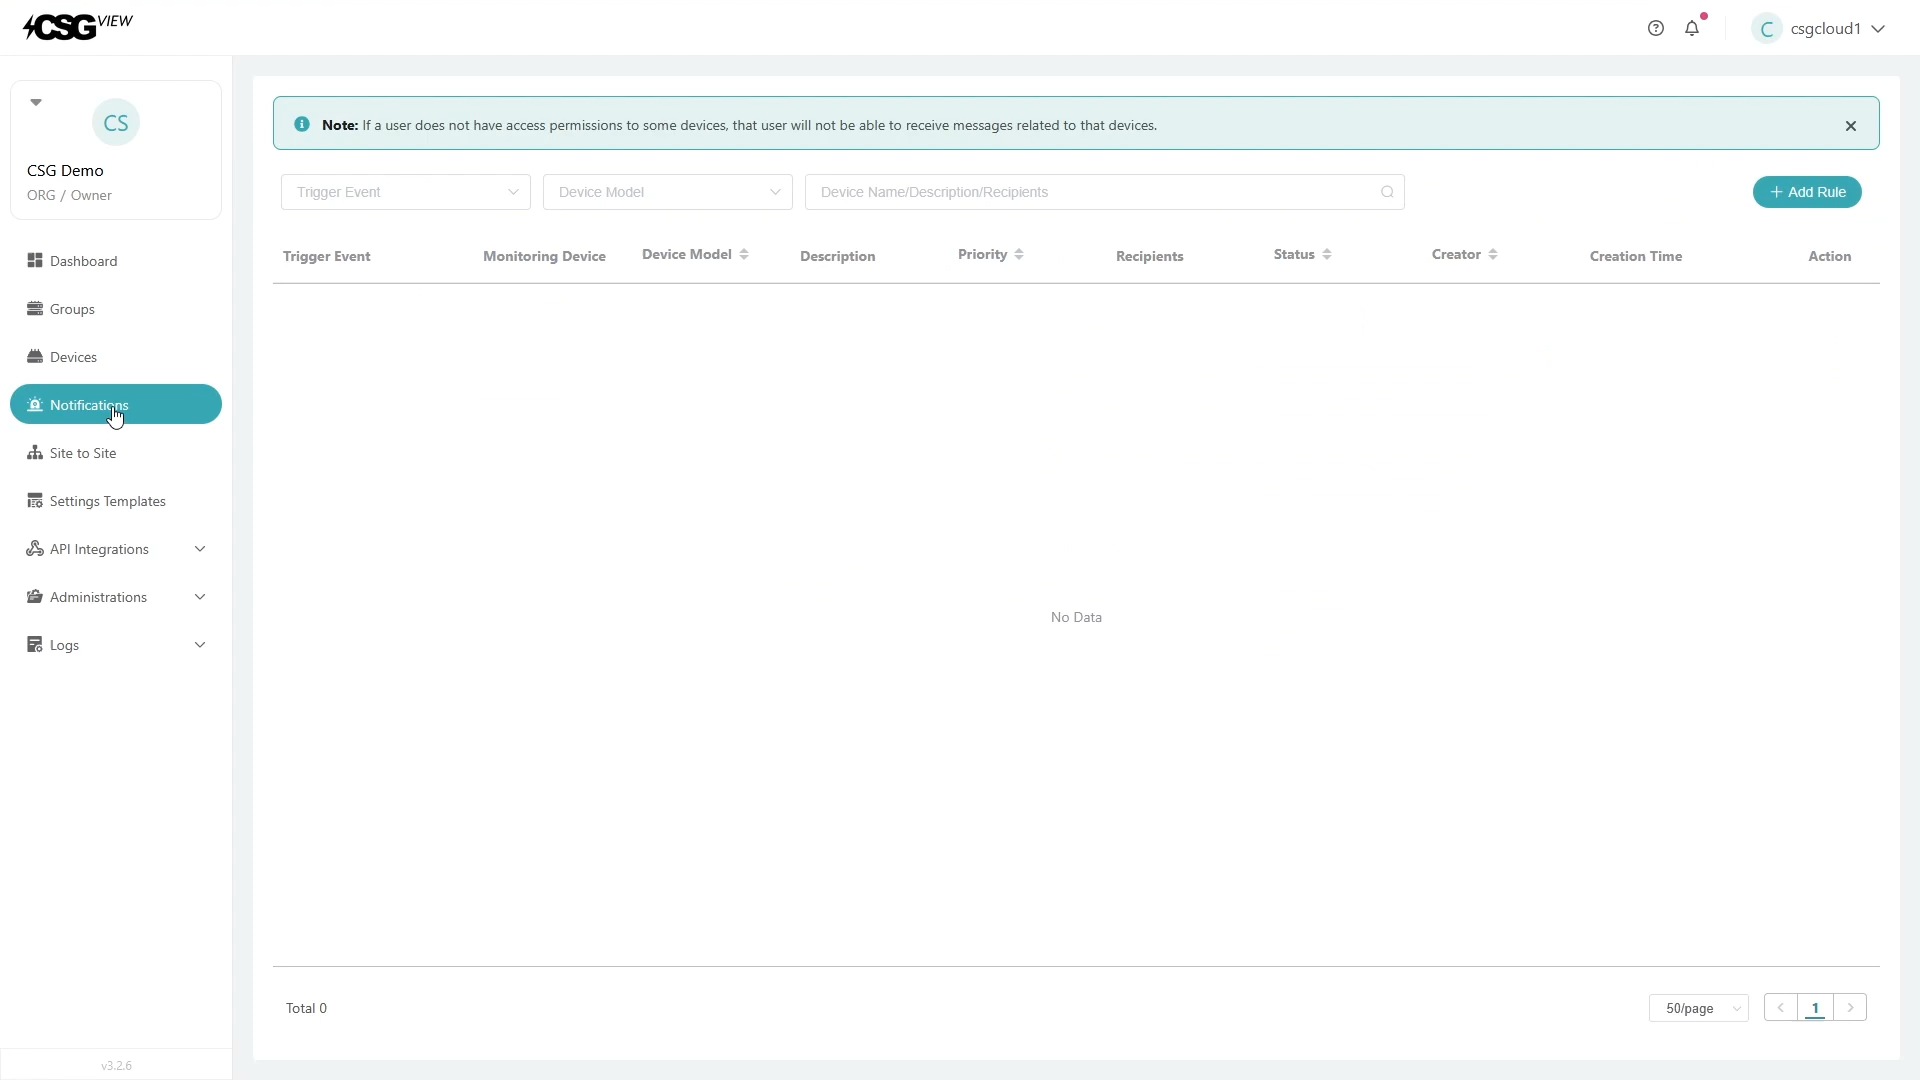 CSG VIEW
csgcloud1
C
CS
CSG Demo
ORG / Owner
Dashboard
Groups
Devices
Notifications
Site to Site
Settings Templates
API Integrations
Administrations
Logs
v3.2.6
Note: If a user does not have access permissions to some devices, that user will not be able to receive messages related to that devices.
Trigger Event
Device Model
Device Name/Description/Recipients
+ Add Rule
Trigger Event Monitoring Device Device Model Description Priority Recipients Status Creator Creation Time Action
No Data
Total 0
50/page
1